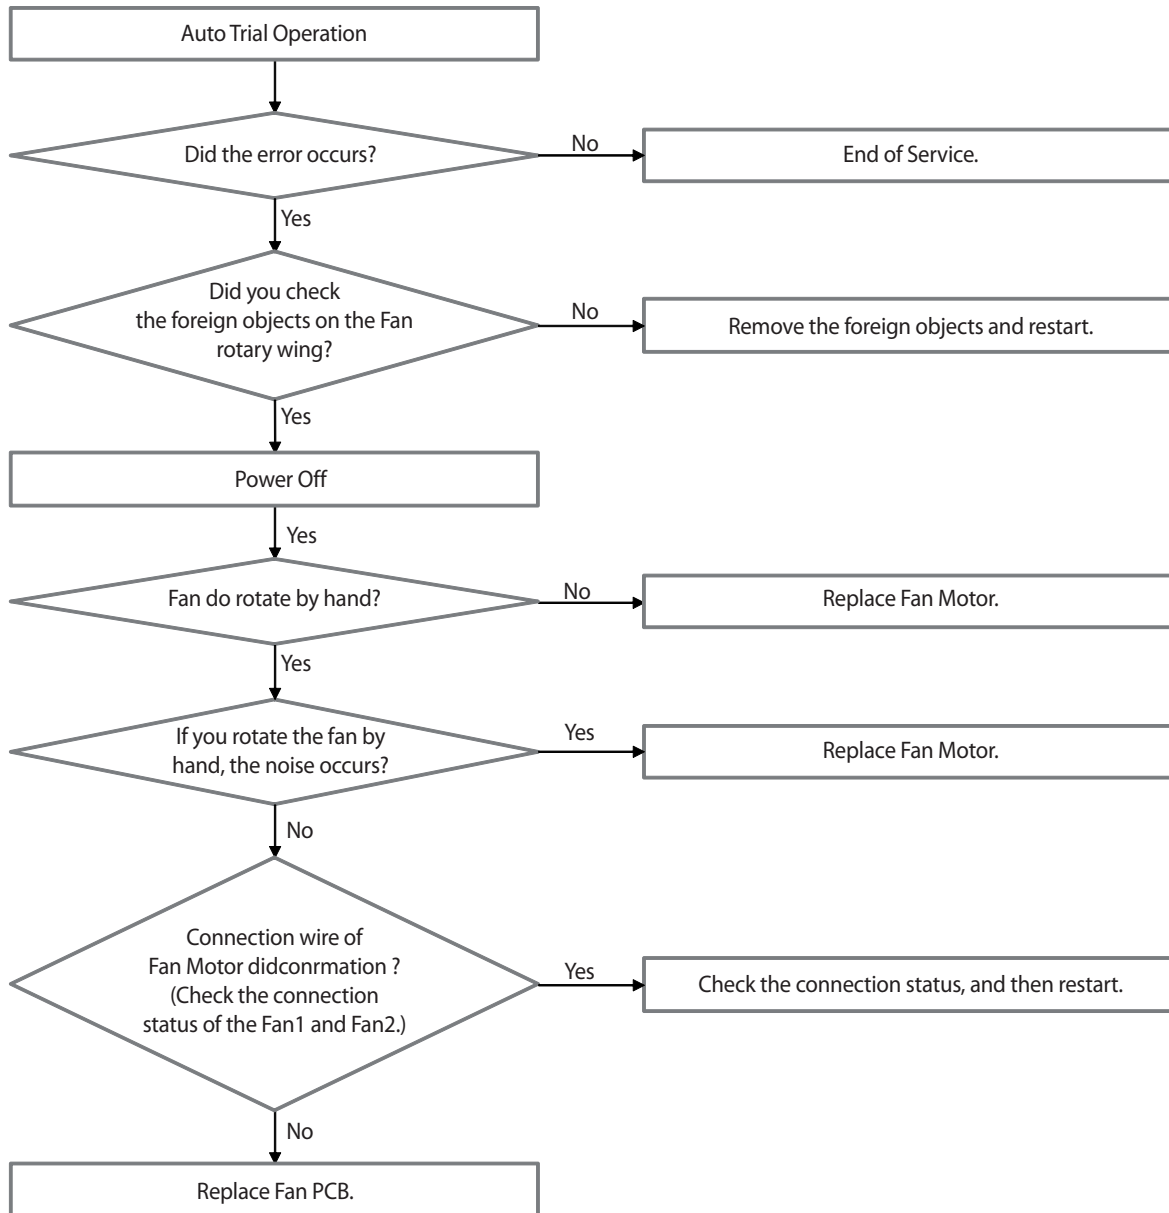 Auto Trial Operation
Did the error occurs?
No
End of Service.
Yes
Did you check
the foreign objects on the Fan
rotary wing?
No
Remove the foreign objects and restart.
Yes
Power Off
Yes
Fan do rotate by hand?
No
Replace Fan Motor.
Yes
If you rotate the fan by
hand, the noise occurs?
Yes
Replace Fan Motor.
No
Connection wire of
Fan Motor didconrmation ?
(Check the connection
status of the Fan1 and Fan2.)
Yes
Check the connection status, and then restart.
No
Replace Fan PCB.